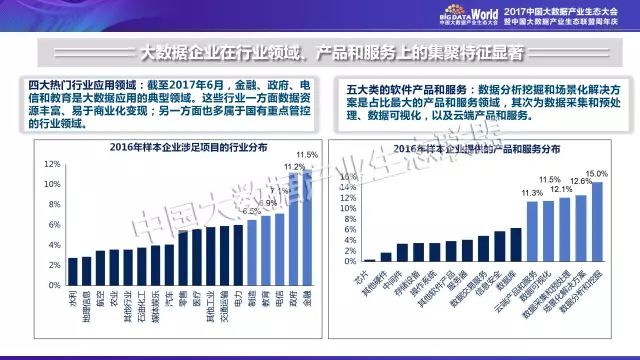 BIG DATA World
中国大数据产业生态大会
2017中国大数据产业生态大会
暨中国大数据产业生态联盟周年庆
大数据企业在行业领域、产品和服务上的集聚特征显著
四大热门行业应用领域：截至2017年6月，金融、政府、电
信和教育是大数据应用的典型领域。这些行业一方面数据资
源丰富、易于商业化变现；另一方面也多属于国有重点管控
的行业领域。
五大类的软件产品和服务：数据分析挖掘和场景化解决方
案是占比最大的产品和服务领域，其次为数据采集和预处
理、数据可视化，以及云端产品和服务。
2016年样本企业涉足项目的行业分布
12%
10%
8%
6%
4%
2%
0%
6.5%
6.9%
7.1%
11.2%
11.5%
水利
地理信息
航空
农业
其他行业
石油化工
媒体娱乐
汽车
零售
医疗
其他工业
交通运输
电力
制造
教育
电信
政府
金融
2016年样本企业提供的产品和服务分布
16%
14%
12%
10%
8%
6%
4%
2%
0%
11.3%
11.5%
12.1%
12.6%
15.0%
芯片
其他硬件
中间件
存储设备
操作系统
其他软件产品
服务器
数据交易服务
信息安全
数据库
云端产品和服务
数据可视化
数据采集和预处理
场景化解决方案
数据分析和挖掘
中国大数据产业生态联盟